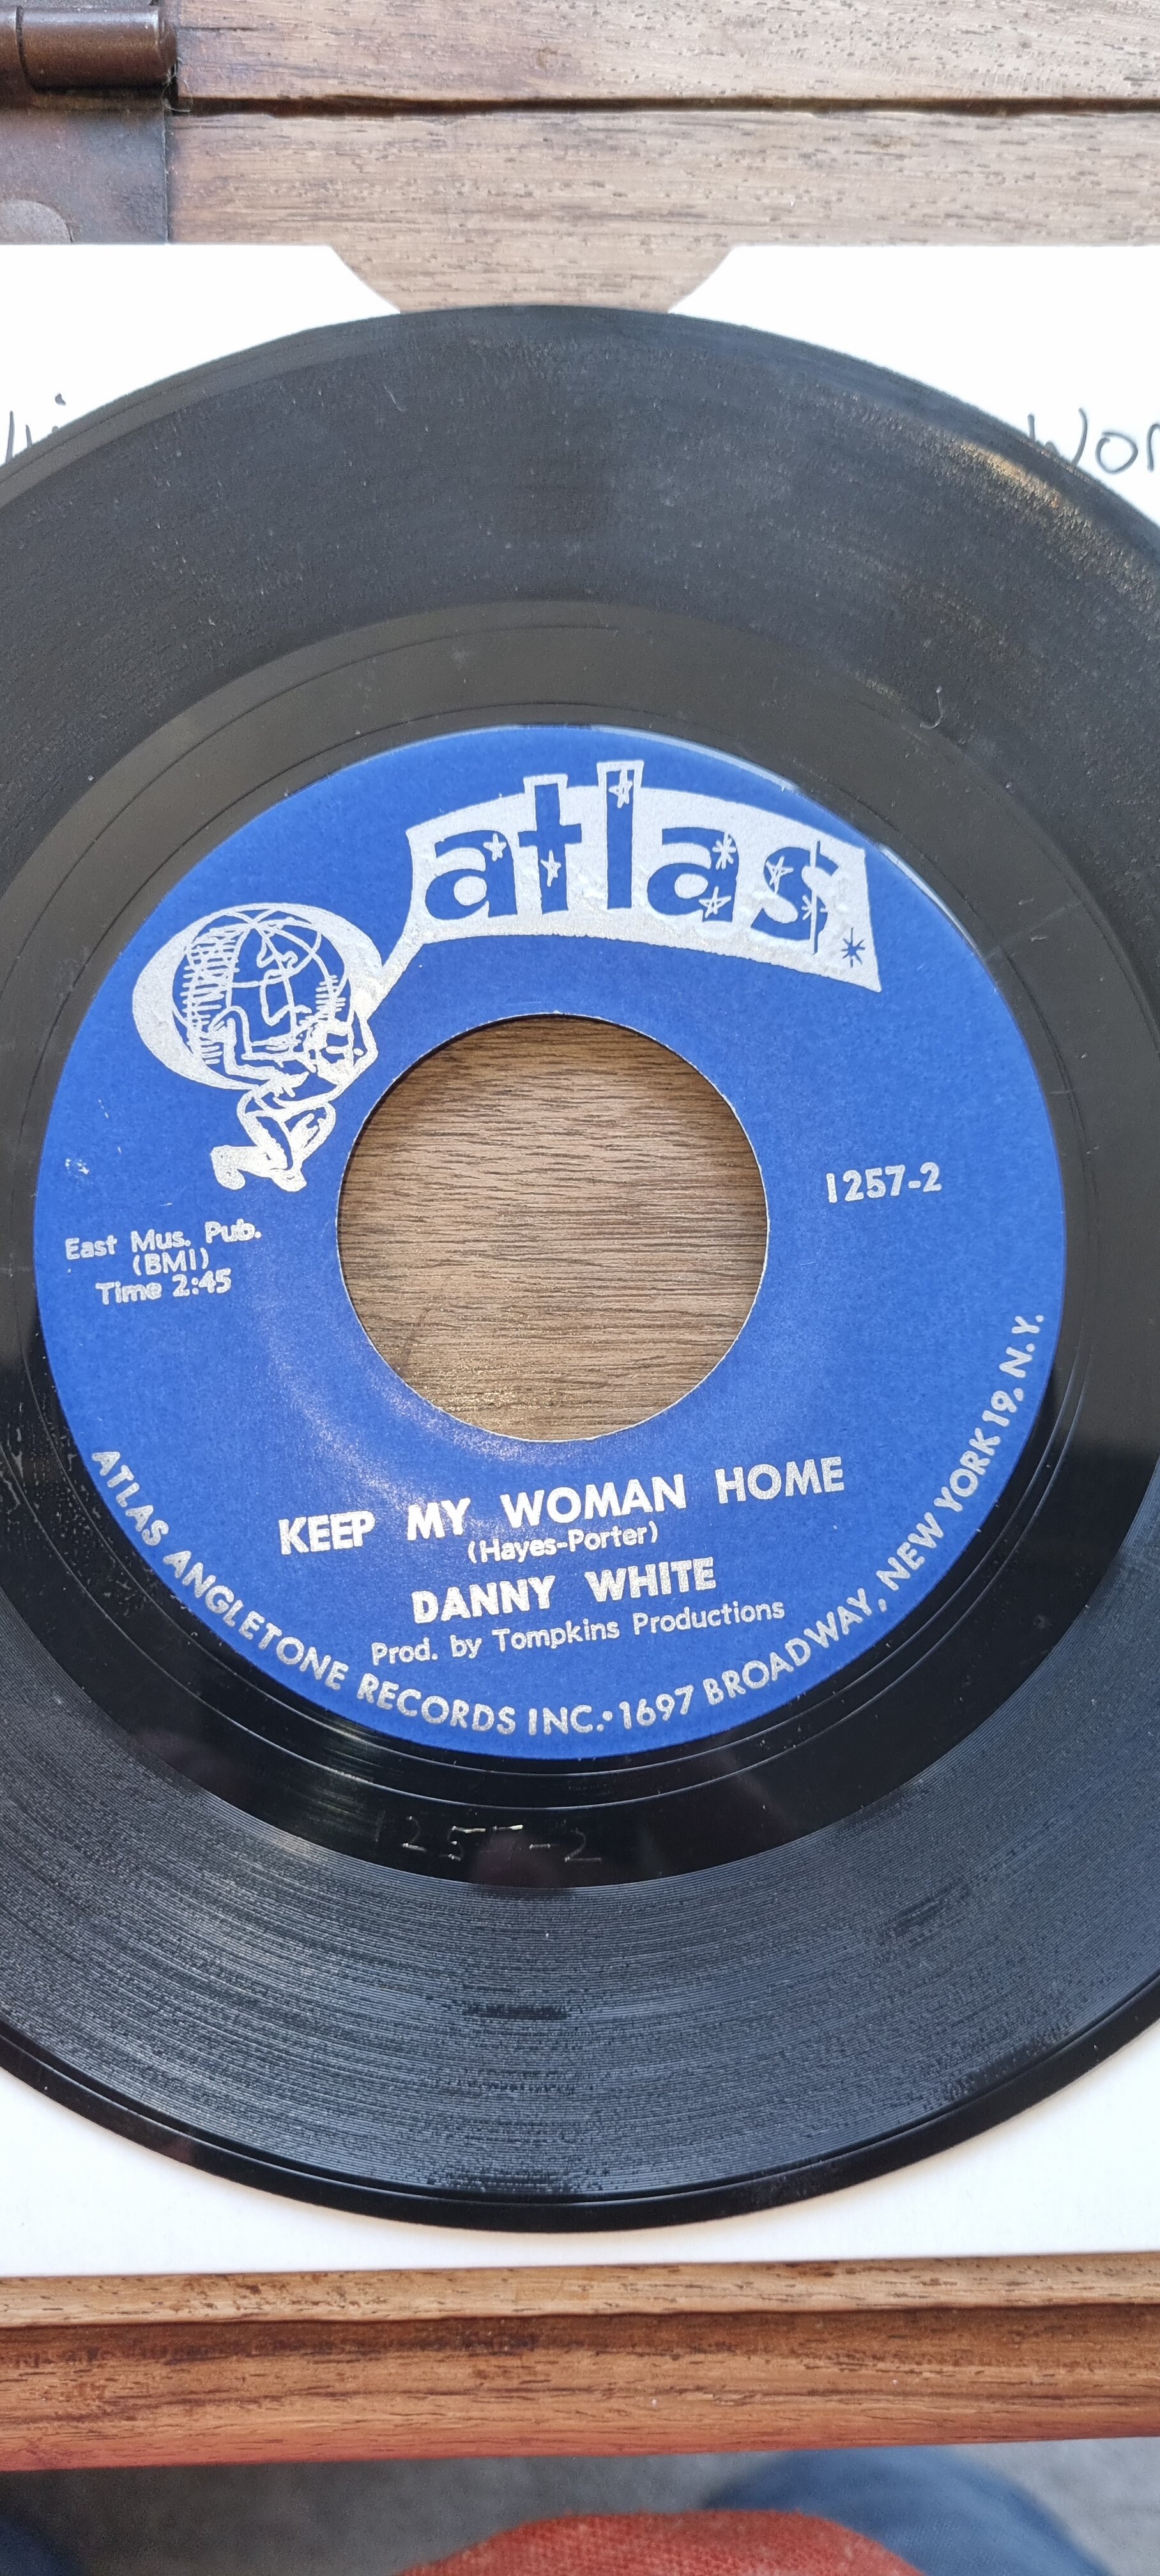 Wor
atlas
1257-2
East Mus. Pub.
(BMI)
Time 2:45
KEEP MY WOMAN HOME
(Hayes-Porter)
DANNY WHITE
Prod. by Tompkins Productions
ATLAS ANGLETONE RECORDS INC. • 1697 BROADWAY, NEW YORK 19, N.Y.
1257-2